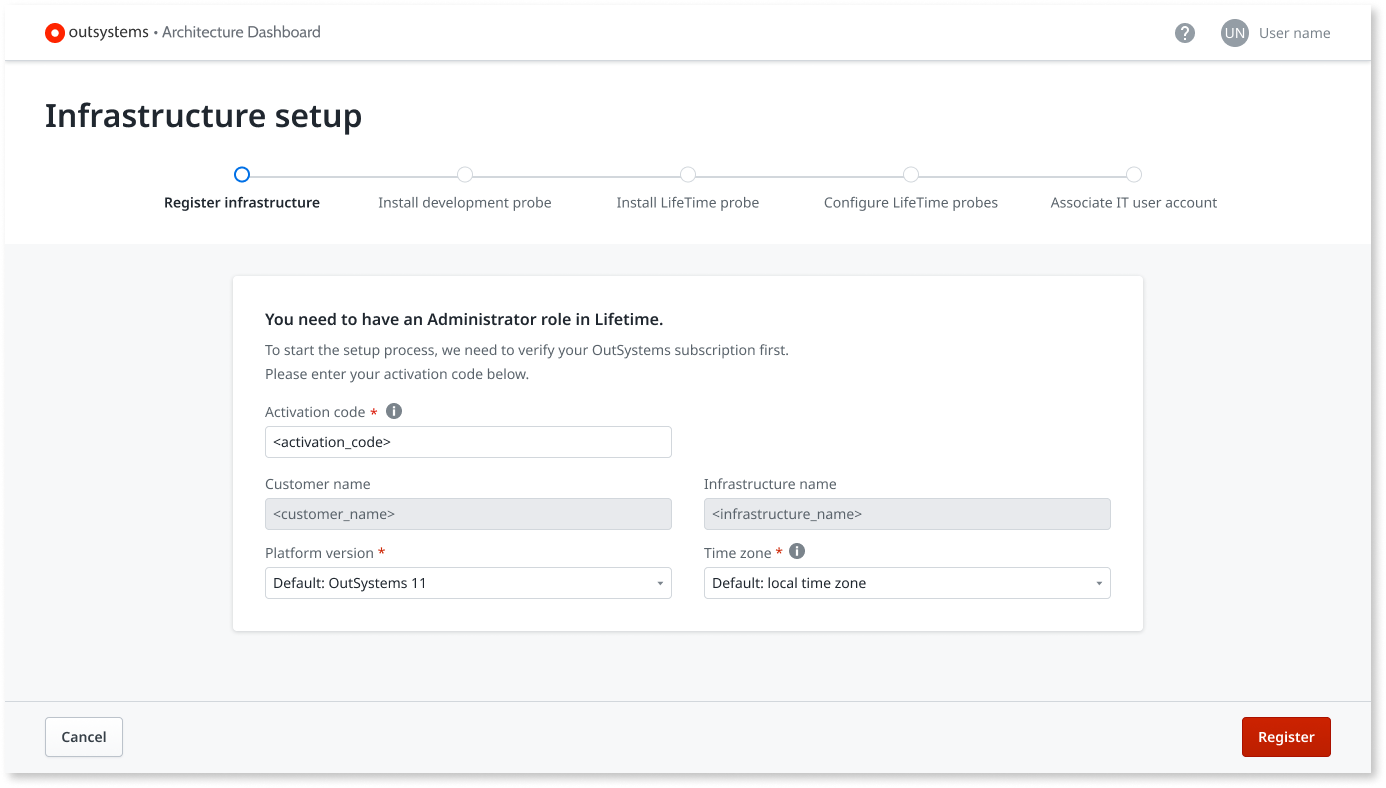 outsystems • Architecture Dashboard
? UN User name
Infrastructure setup
Register infrastructure Install development probe Install LifeTime probe Configure LifeTime probes Associate IT user account
You need to have an Administrator role in Lifetime.
To start the setup process, we need to verify your OutSystems subscription first.
Please enter your activation code below.
Activation code * i
<activation_code>
Customer name Infrastructure name
<customer_name> <infrastructure_name>
Platform version * Time zone * i
Default: OutSystems 11 Default: local time zone
Cancel Register